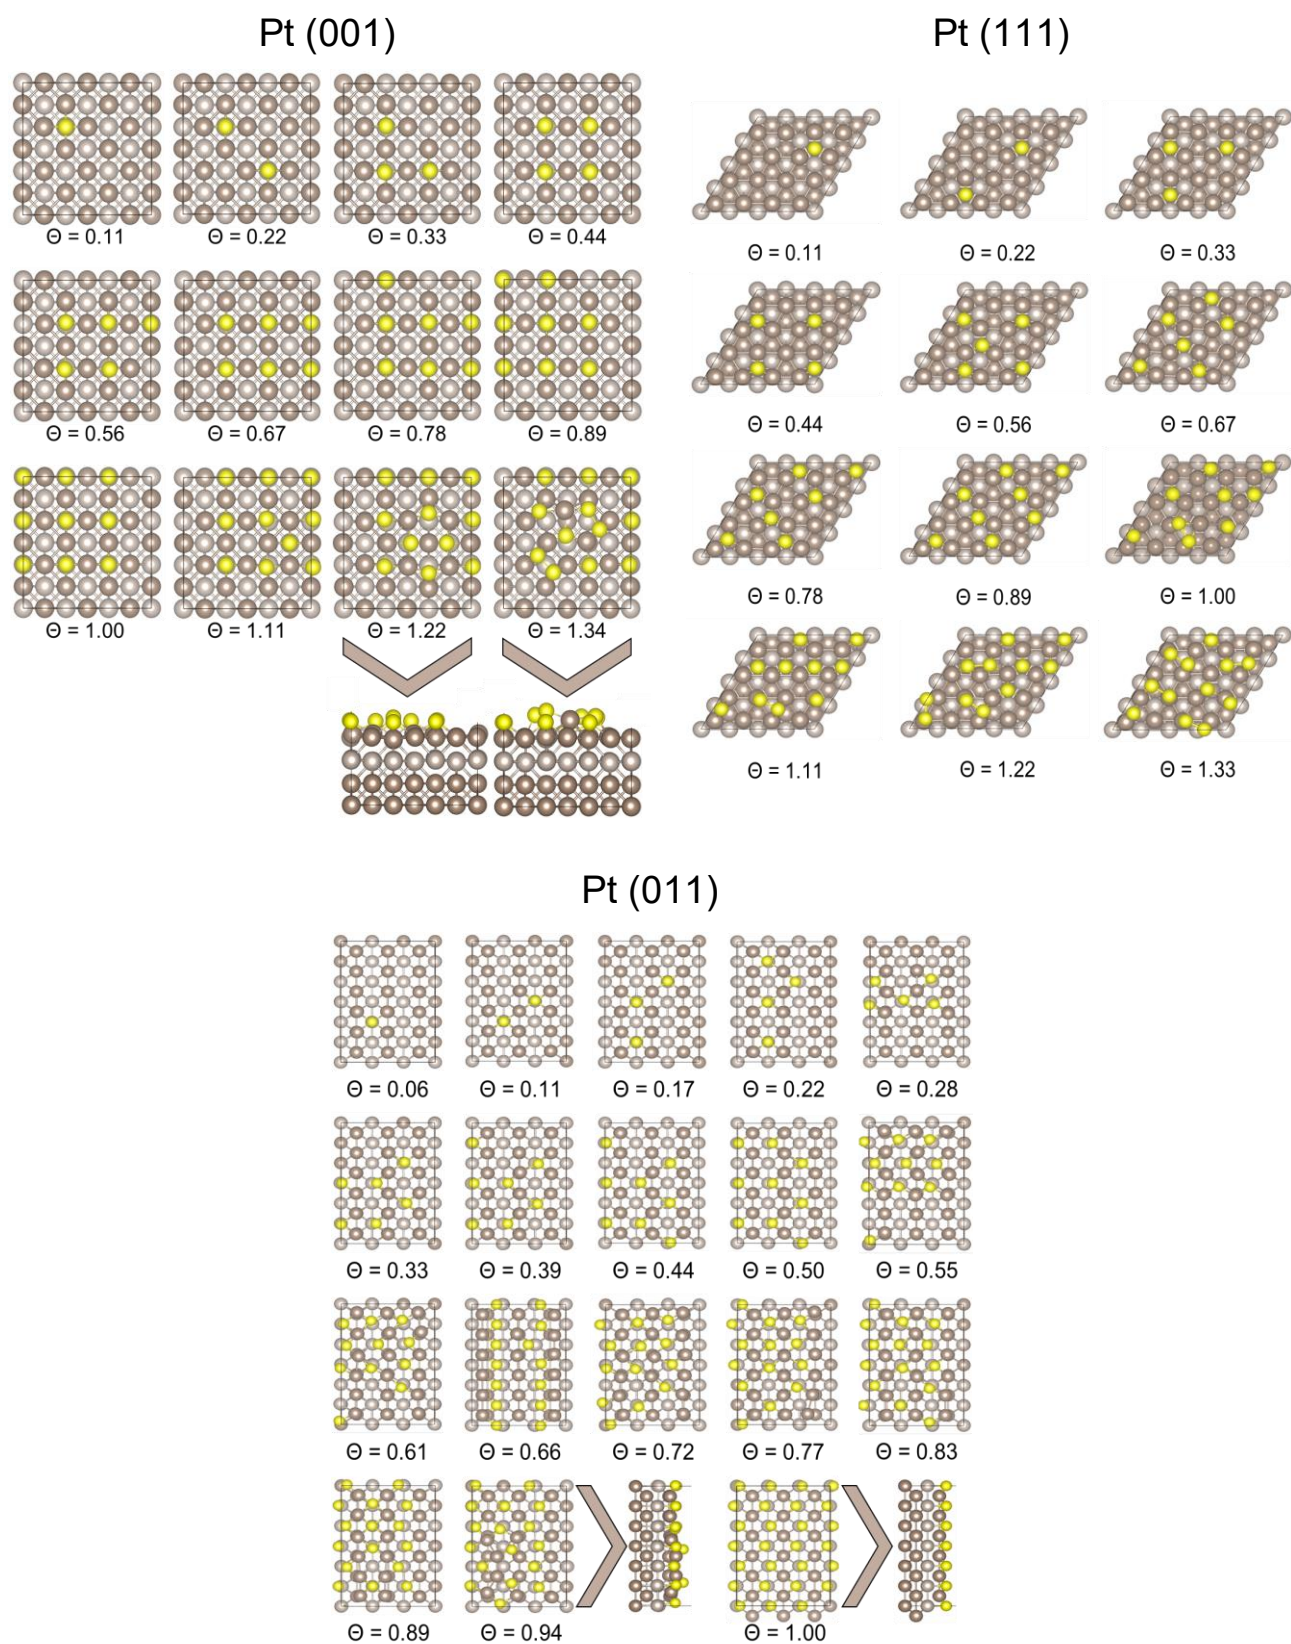 Pt (001)
Θ = 0.11 Θ = 0.22 Θ = 0.33 Θ = 0.44
Θ = 0.56 Θ = 0.67 Θ = 0.78 Θ = 0.89
Θ = 1.00 Θ = 1.11 Θ = 1.22 Θ = 1.34
Pt (111)
Θ = 0.11 Θ = 0.22 Θ = 0.33
Θ = 0.44 Θ = 0.56 Θ = 0.67
Θ = 0.78 Θ = 0.89 Θ = 1.00
Θ = 1.11 Θ = 1.22 Θ = 1.33
Pt (011)
Θ = 0.06 Θ = 0.11 Θ = 0.17 Θ = 0.22 Θ = 0.28
Θ = 0.33 Θ = 0.39 Θ = 0.44 Θ = 0.50 Θ = 0.55
Θ = 0.61 Θ = 0.66 Θ = 0.72 Θ = 0.77 Θ = 0.83
Θ = 0.89 Θ = 0.94 Θ = 1.00